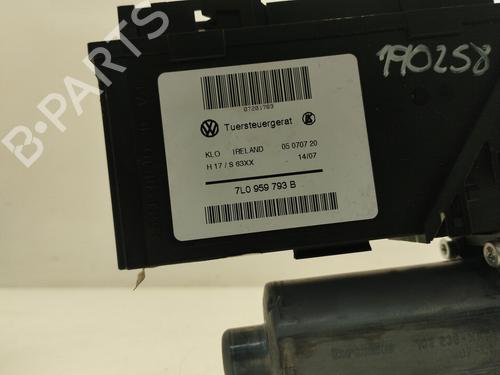 190258
07201703
Tuersteuergerat
KLO IRELAND 05 0707 20
H 17 / S 63XX - 14/07
7L0 959 793 B
B-PARTS